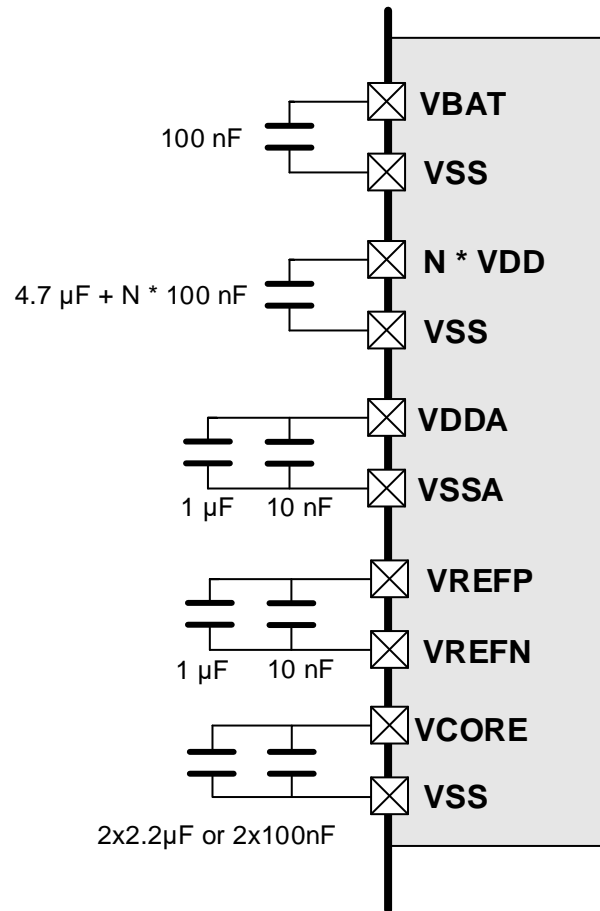 VBAT
100 nF
VSS
N * VDD
4.7 µF + N * 100 nF
VSS
VDDA
VSSA
1 µF 10 nF
VREFP
VREFN
1 µF 10 nF
VCORE
VSS
2x2.2µF or 2x100nF